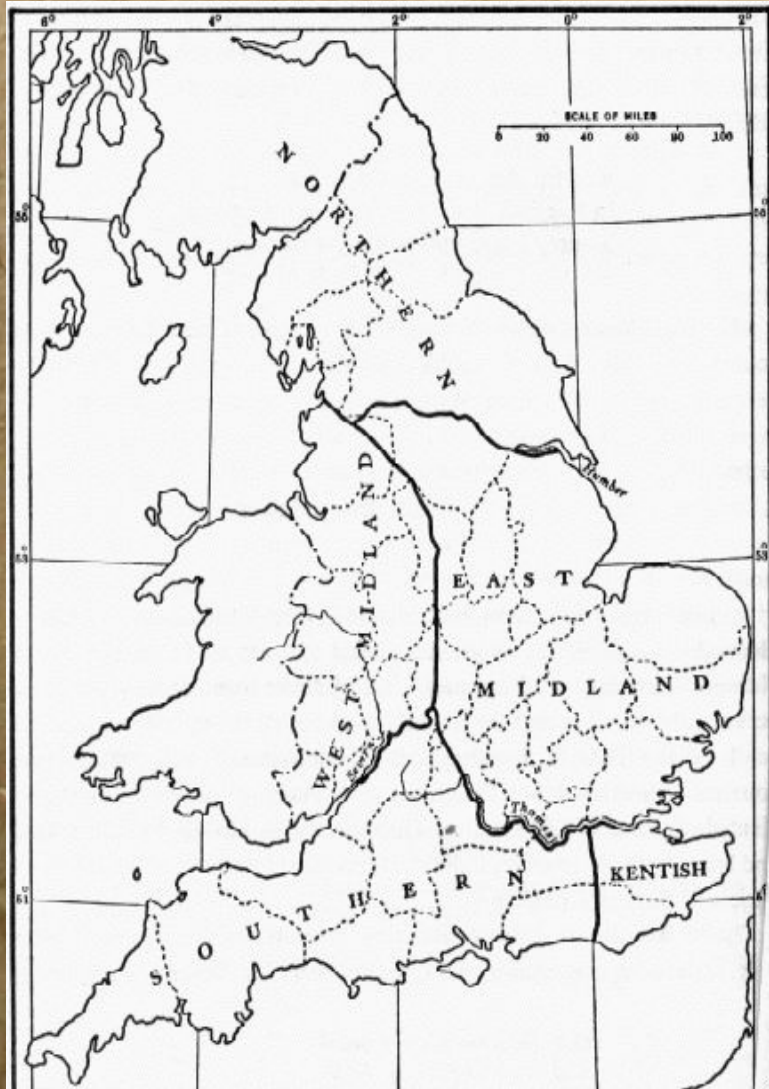 6°
4°
2°
0°
2°
SCALE OF MILES
0 20 40 60 80 100
NORTHERN
Humber
53°
53°
WEST MIDLAND
EAST
MIDLAND
Thames
KENTISH
51°
SOUTHERN